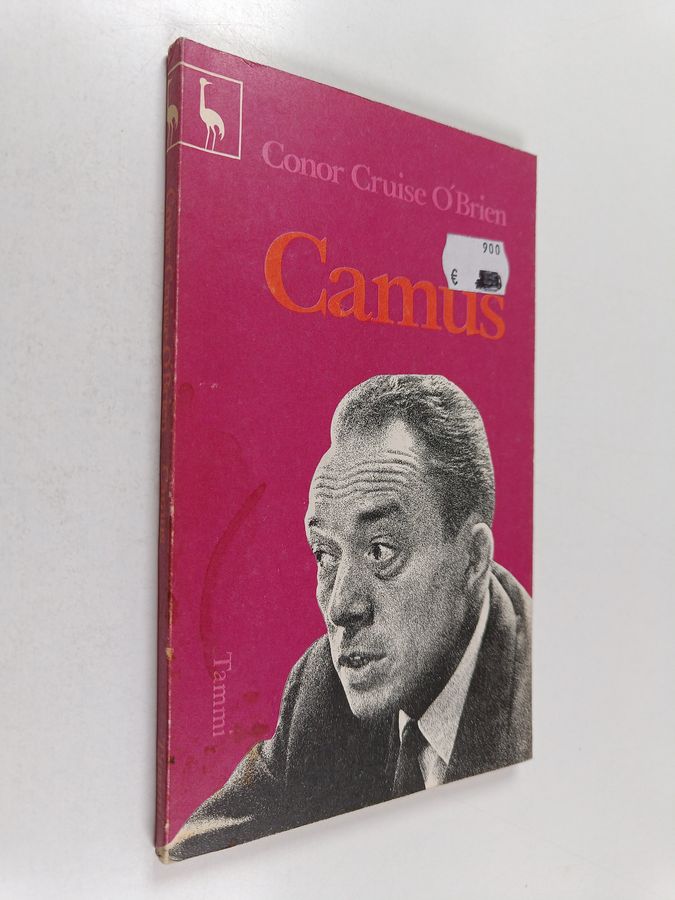 Conor Cruise O'Brien
Camus
900
€
Tammi